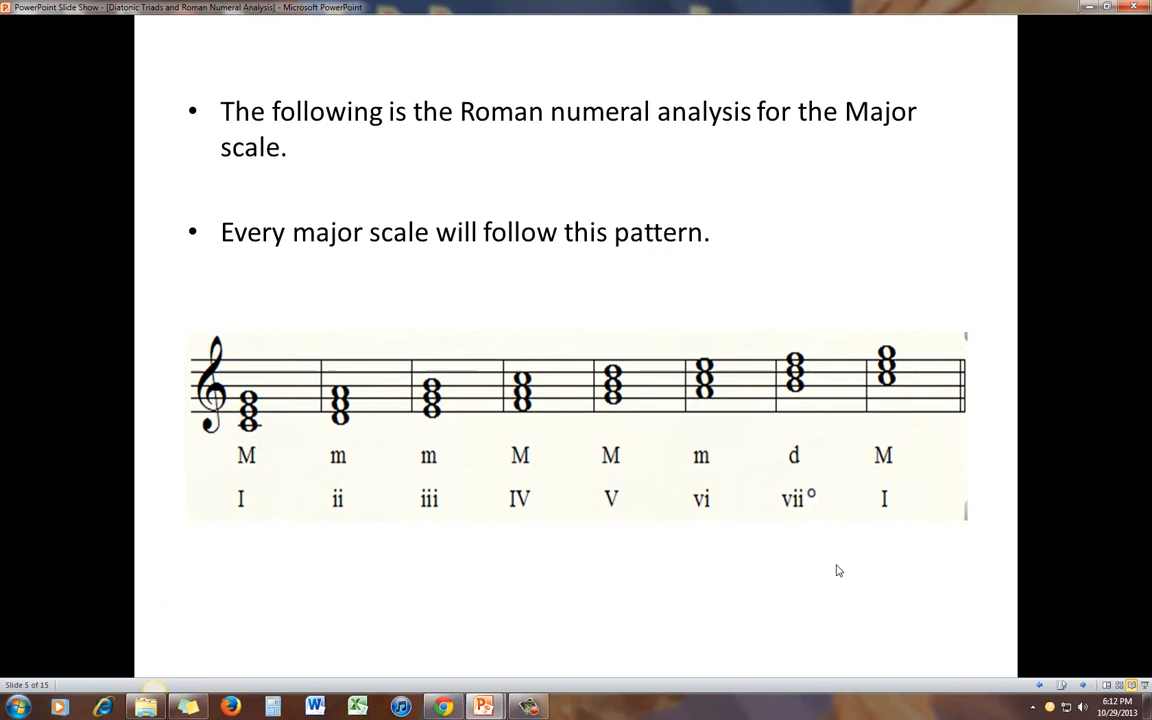 PowerPoint Slide Show - [Diatonic Triads and Roman Numeral Analysis] - Microsoft PowerPoint
• The following is the Roman numeral analysis for the Major
scale.
• Every major scale will follow this pattern.
M m m M M m d M
I ii iii IV V vi vii° I
Slide 5 of 15
6:12 PM
10/29/2013